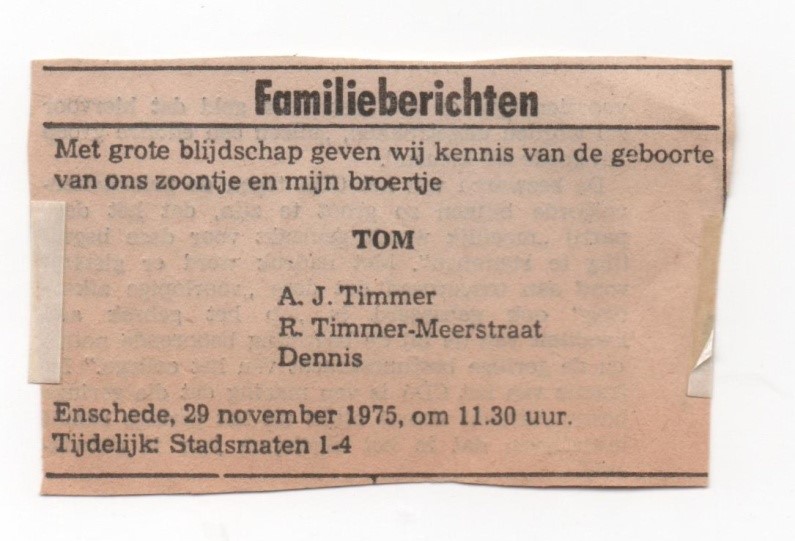 Familieberichten
Met grote blijdschap geven wij kennis van de geboorte
van ons zoontje en mijn broertje
TOM
A. J. Timmer
R. Timmer-Meerstraat
Dennis
Enschede, 29 november 1975, om 11.30 uur.
Tijdelijk: Stadsmaten 1-4